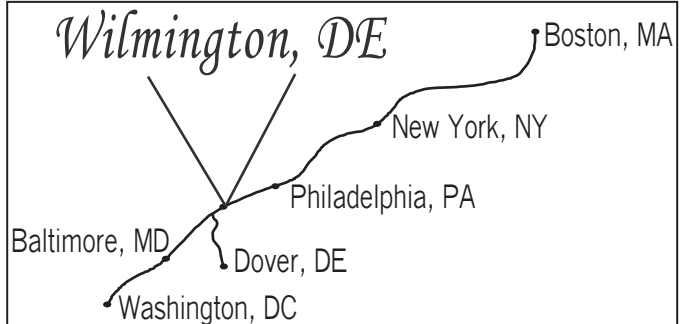 Wilmington, DE
Boston, MA
New York, NY
Philadelphia, PA
Baltimore, MD
Dover, DE
Washington, DC